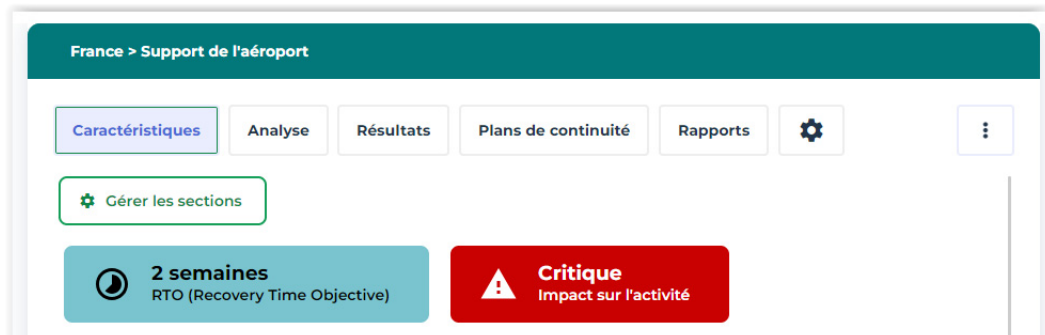 France > Support de l'aéroport
Caractéristiques Analyse Résultats Plans de continuité Rapports
Gérer les sections
2 semaines Critique
RTO (Recovery Time Objective) Impact sur l'activité